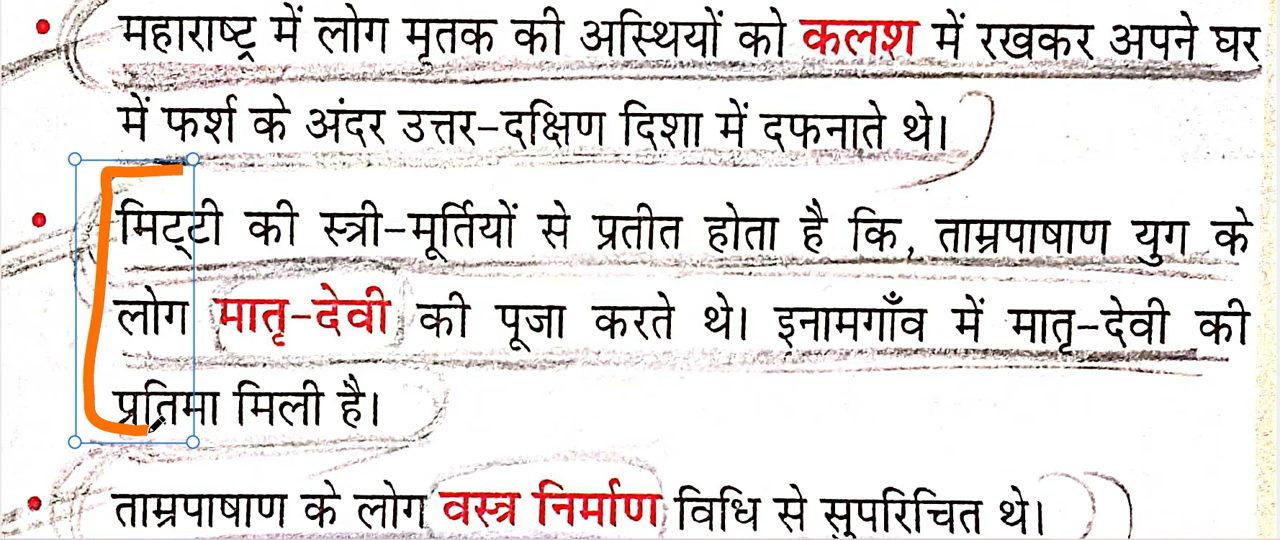 महाराष्ट्र में लोग मृतक की अस्थियों को कलश में रखकर अपने घर
में फर्श के अंदर उत्तर-दक्षिण दिशा में दफनाते थे।
मिट्टी की स्त्री-मूर्तियों से प्रतीत होता है कि, ताम्रपाषाण युग के
लोग मातृ-देवी की पूजा करते थे। इनामगाँव में मातृ-देवी की
प्रतिमा मिली है।
ताम्रपाषाण के लोग वस्त्र निर्माण विधि से सुपरिचित थे।